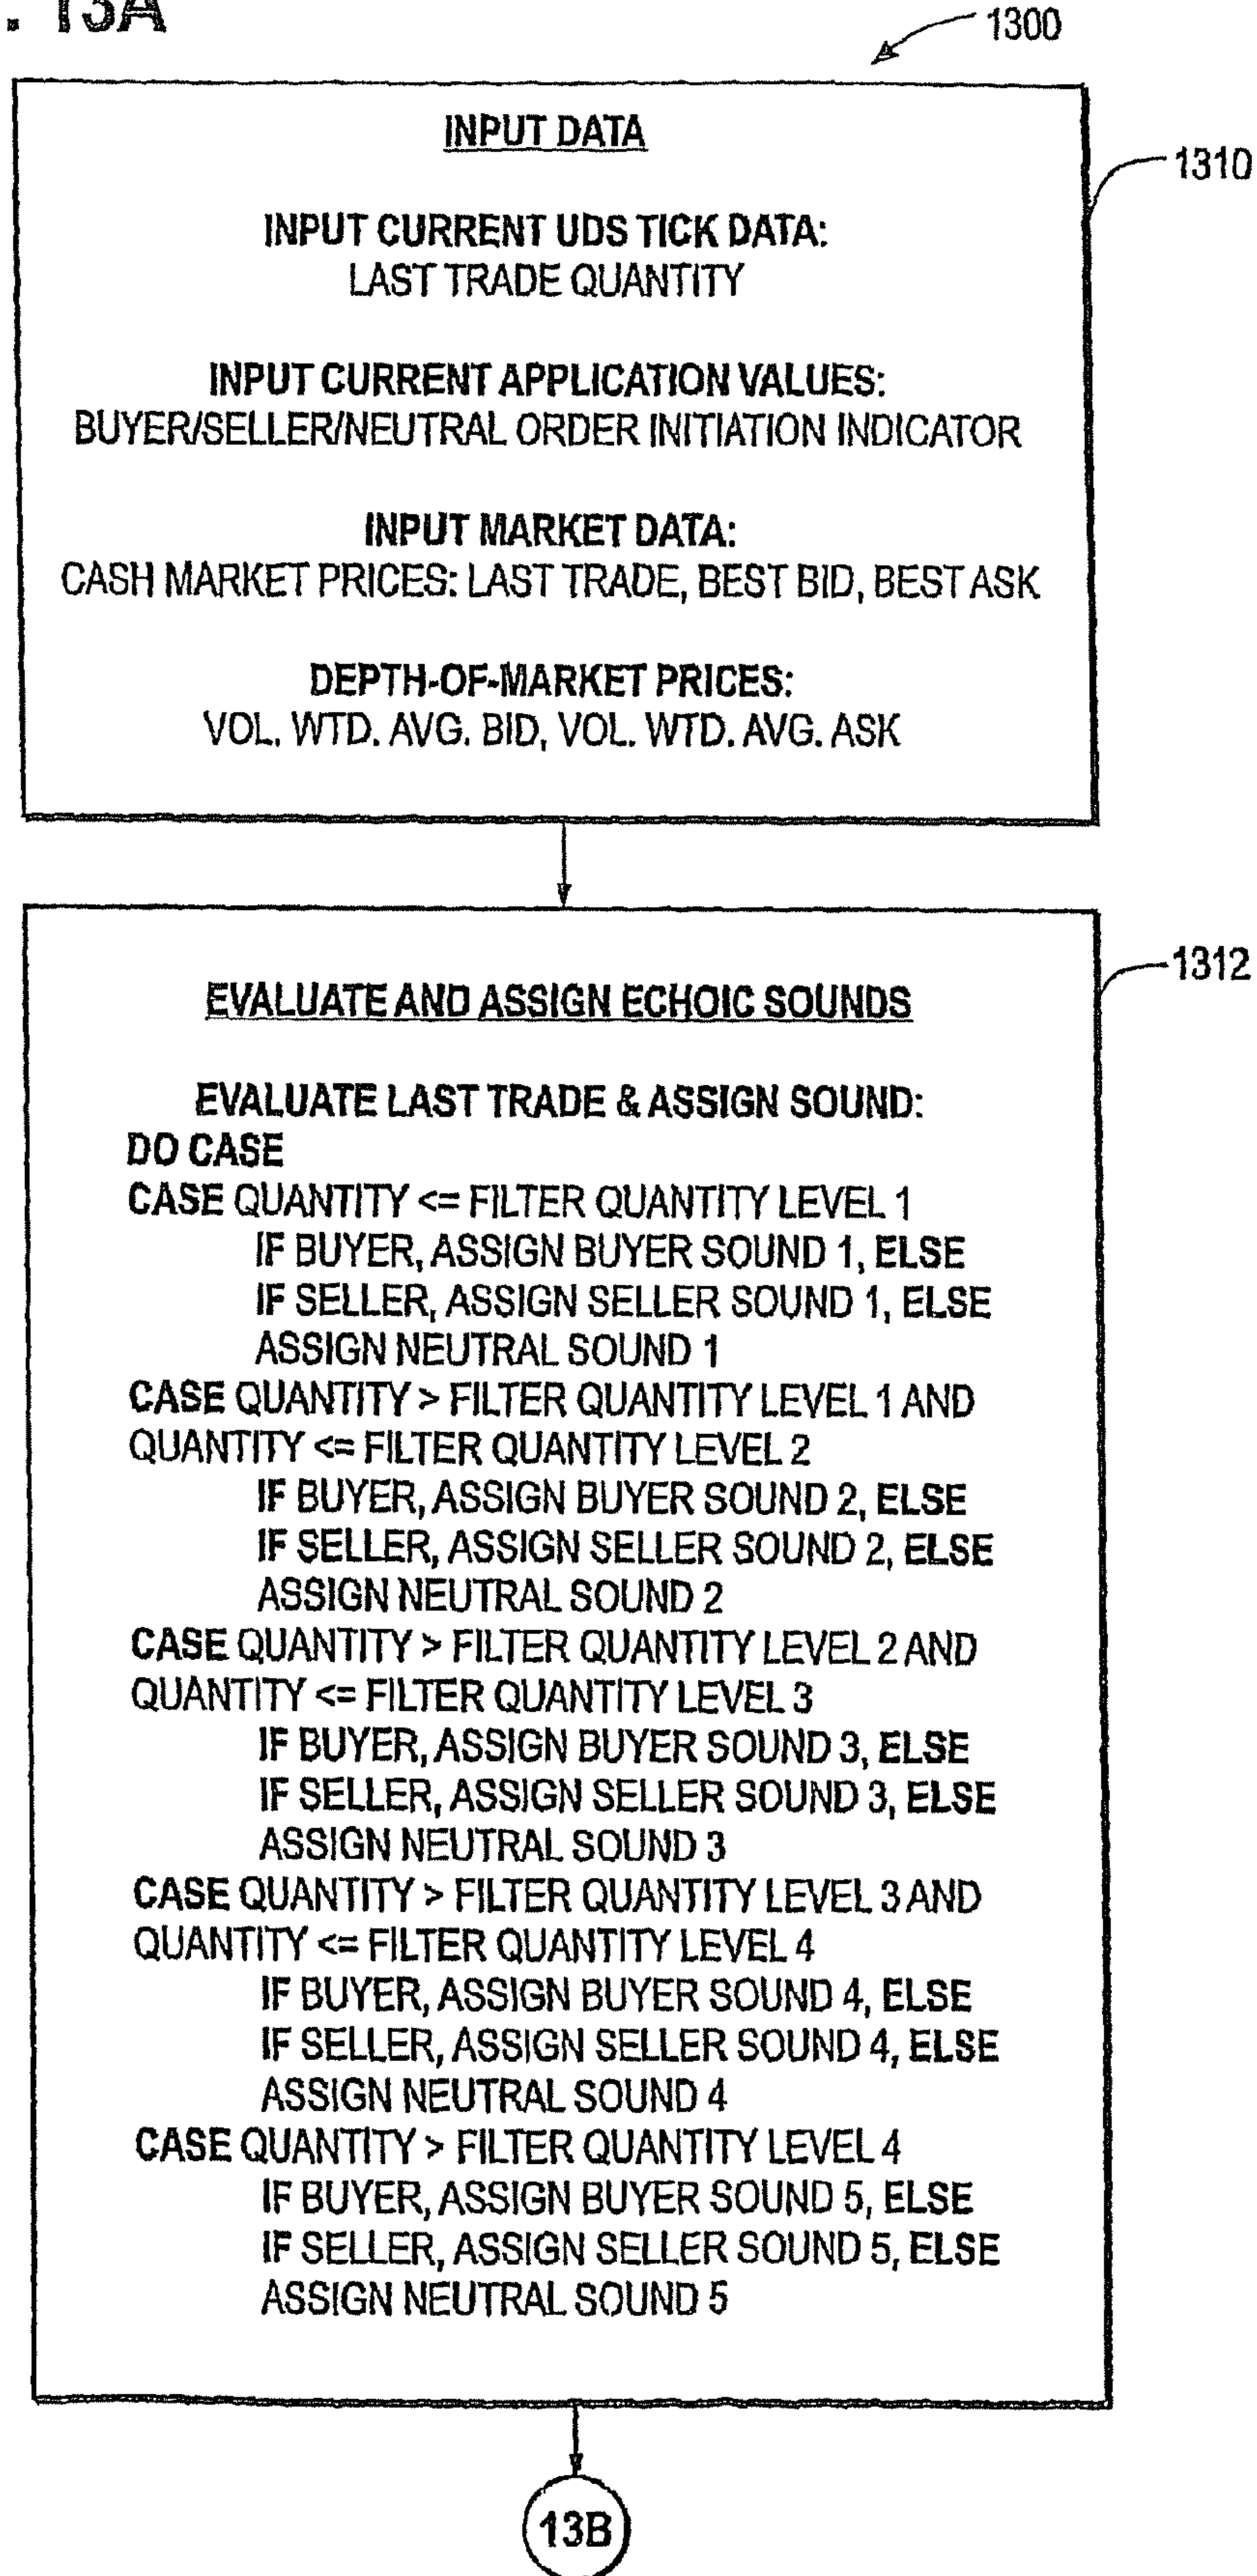 . 13A
1300
INPUT DATA
1310
INPUT CURRENT UDS TICK DATA:
LAST TRADE QUANTITY
INPUT CURRENT APPLICATION VALUES:
BUYER/SELLER/NEUTRAL ORDER INITIATION INDICATOR
INPUT MARKET DATA:
CASH MARKET PRICES: LAST TRADE, BEST BID, BEST ASK
DEPTH-OF-MARKET PRICES:
VOL. WTD. AVG. BID, VOL. WTD. AVG. ASK
1312
EVALUATE AND ASSIGN ECHOIC SOUNDS
EVALUATE LAST TRADE & ASSIGN SOUND:
DO CASE
CASE QUANTITY <= FILTER QUANTITY LEVEL 1
IF BUYER, ASSIGN BUYER SOUND 1, ELSE
IF SELLER, ASSIGN SELLER SOUND 1, ELSE
ASSIGN NEUTRAL SOUND 1
CASE QUANTITY > FILTER QUANTITY LEVEL 1 AND
QUANTITY <= FILTER QUANTITY LEVEL 2
IF BUYER, ASSIGN BUYER SOUND 2, ELSE
IF SELLER, ASSIGN SELLER SOUND 2, ELSE
ASSIGN NEUTRAL SOUND 2
CASE QUANTITY > FILTER QUANTITY LEVEL 2 AND
QUANTITY <= FILTER QUANTITY LEVEL 3
IF BUYER, ASSIGN BUYER SOUND 3, ELSE
IF SELLER, ASSIGN SELLER SOUND 3, ELSE
ASSIGN NEUTRAL SOUND 3
CASE QUANTITY > FILTER QUANTITY LEVEL 3 AND
QUANTITY <= FILTER QUANTITY LEVEL 4
IF BUYER, ASSIGN BUYER SOUND 4, ELSE
IF SELLER, ASSIGN SELLER SOUND 4, ELSE
ASSIGN NEUTRAL SOUND 4
CASE QUANTITY > FILTER QUANTITY LEVEL 4
IF BUYER, ASSIGN BUYER SOUND 5, ELSE
IF SELLER, ASSIGN SELLER SOUND 5, ELSE
ASSIGN NEUTRAL SOUND 5
13B